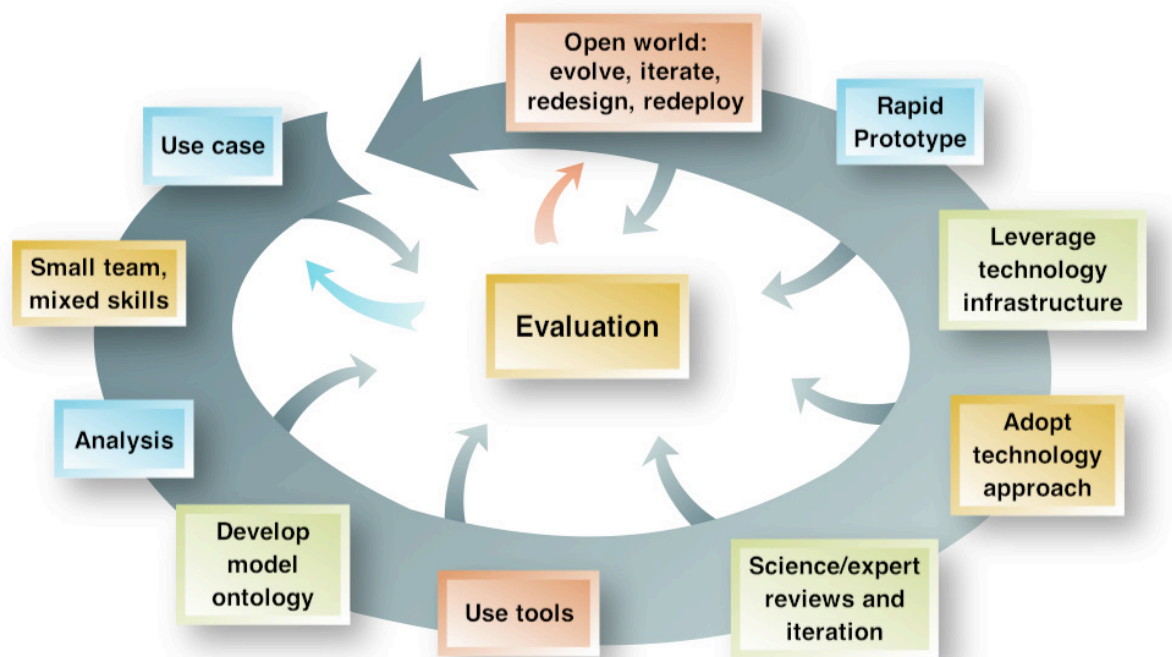 Open world:
evolve, iterate,
redesign, redeploy
Use case
Rapid
Prototype
Small team,
mixed skills
Leverage
technology
infrastructure
Evaluation
Analysis
Adopt
technology
approach
Develop
model
ontology
Use tools
Science/expert
reviews and
iteration